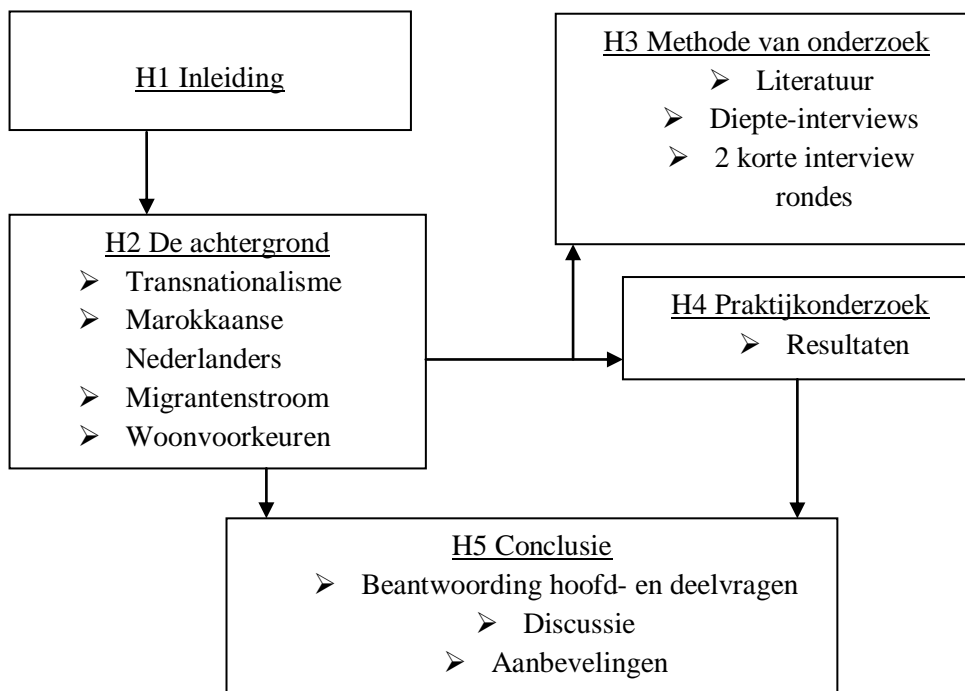 H1 Inleiding
H2 De achtergrond
➢ Transnationalisme
➢ Marokkaanse
Nederlanders
➢ Migrantenstroom
➢ Woonvoorkeuren
H3 Methode van onderzoek
➢ Literatuur
➢ Diepte-interviews
➢ 2 korte interview
rondes
H4 Praktijkonderzoek
➢ Resultaten
H5 Conclusie
➢ Beantwoording hoofd- en deelvragen
➢ Discussie
➢ Aanbevelingen